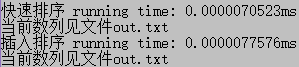 快速排序 running time: 0.0000070523ms
当前数列见文件out.txt
插入排序 running time: 0.0000077576ms
当前数列见文件out.txt